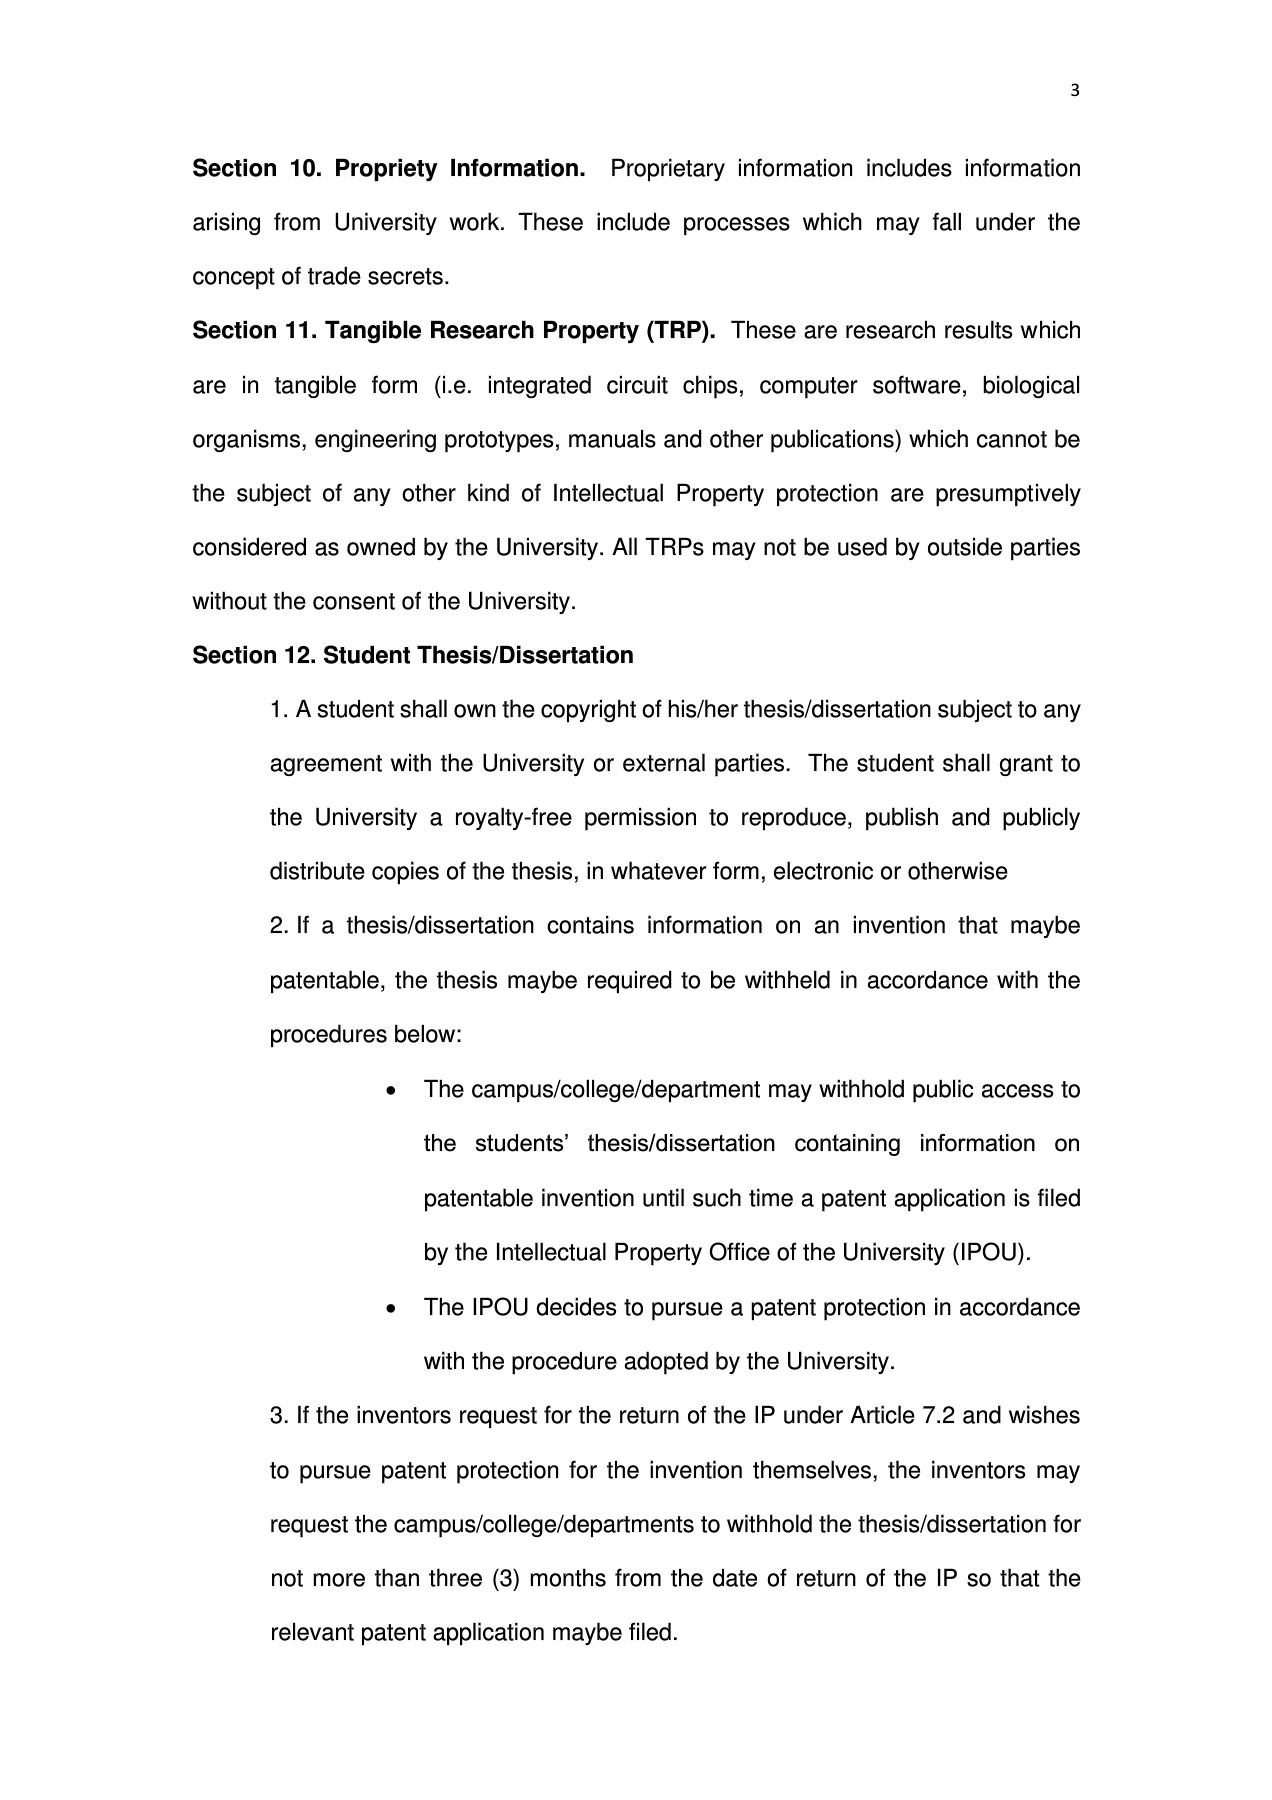 3
Section 10. Propriety Information. Proprietary information includes information
arising from University work. These include processes which may fall under the
concept of trade secrets.
Section 11. Tangible Research Property (TRP). These are research results which
are in tangible form (i.e. integrated circuit chips, computer software, biological
organisms, engineering prototypes, manuals and other publications) which cannot be
the subject of any other kind of Intellectual Property protection are presumptively
considered as owned by the University. All TRPs may not be used by outside parties
without the consent of the University.
Section 12. Student Thesis/Dissertation
1. A student shall own the copyright of his/her thesis/dissertation subject to any
agreement with the University or external parties. The student shall grant to
the University a royalty-free permission to reproduce, publish and publicly
distribute copies of the thesis, in whatever form, electronic or otherwise
2. If a thesis/dissertation contains information on an invention that maybe
patentable, the thesis maybe required to be withheld in accordance with the
procedures below:
• The campus/college/department may withhold public access to
the students’ thesis/dissertation containing information on
patentable invention until such time a patent application is filed
by the Intellectual Property Office of the University (IPOU).
• The IPOU decides to pursue a patent protection in accordance
with the procedure adopted by the University.
3. If the inventors request for the return of the IP under Article 7.2 and wishes
to pursue patent protection for the invention themselves, the inventors may
request the campus/college/departments to withhold the thesis/dissertation for
not more than three (3) months from the date of return of the IP so that the
relevant patent application maybe filed.